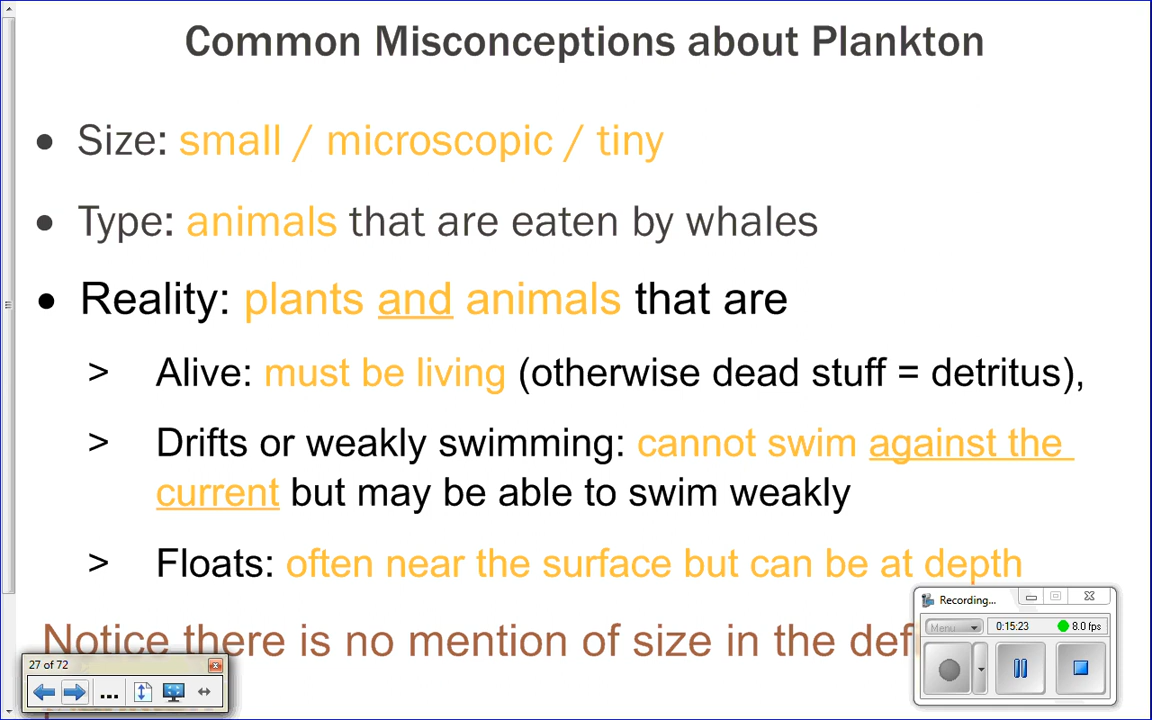 Common Misconceptions about Plankton
• Size: small / microscopic / tiny
• Type: animals that are eaten by whales
• Reality: plants and animals that are
> Alive: must be living (otherwise dead stuff = detritus),
> Drifts or weakly swimming: cannot swim against the
current but may be able to swim weakly
> Floats: often near the surface but can be at depth
Notice there is no mention of size in the def
Recording...
Menu
0:15:23
8.0 fps
27 of 72